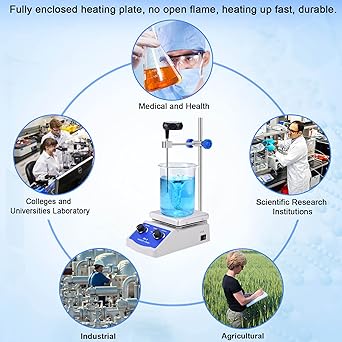 Fully enclosed heating plate, no open flame, heating up fast, durable.
Medical and Health
Colleges and
Universities Laboratory
Scientific Research
Institutions
Industrial
Agricultural